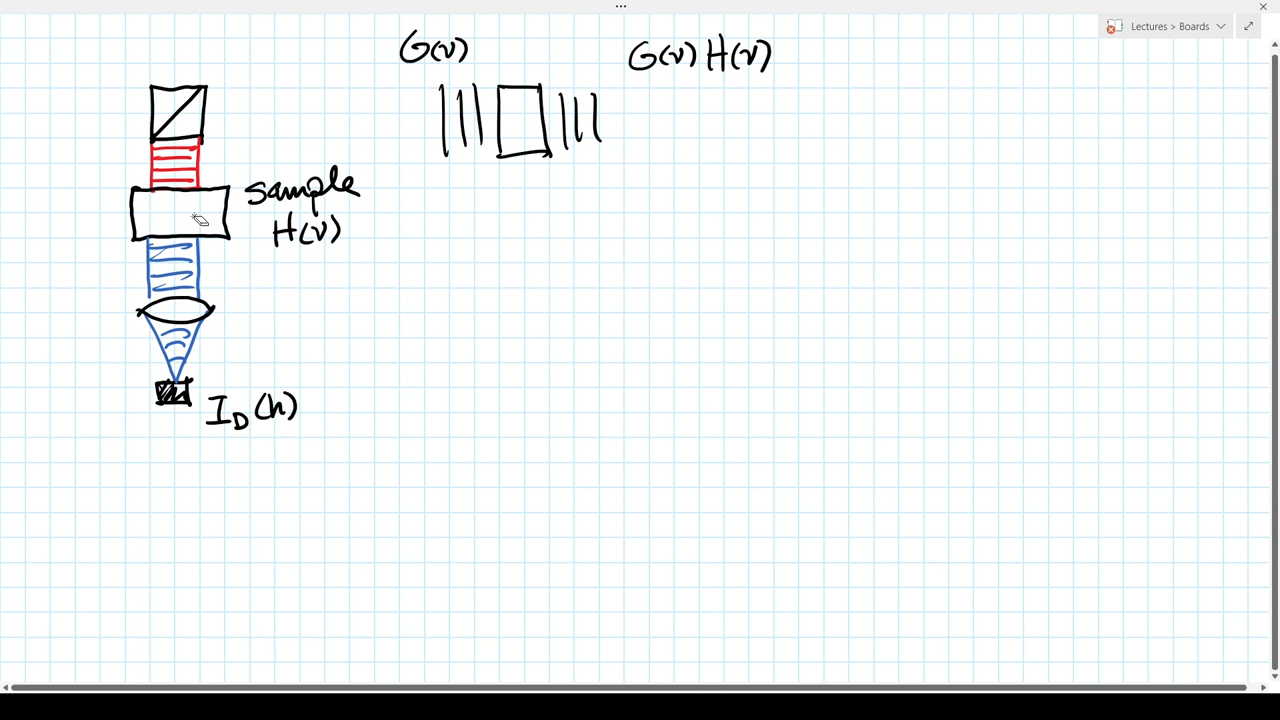 Lectures > Boards
G(ν)
G(ν) H(ν)
sample
H(ν)
I_D(h)